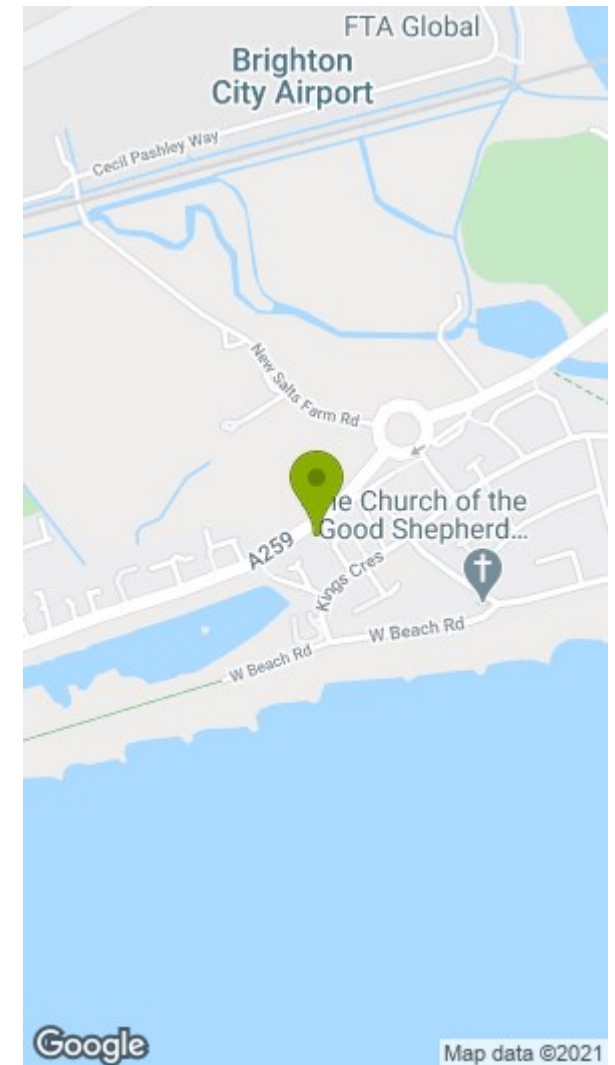 FTA Global
Brighton
City Airport
Cecil Pashley Way
New Salts Farm Rd
e Church of the
Good Shepherd...
A259
Kings Cres
W Beach Rd
W Beach Rd
Google
Map data ©2021